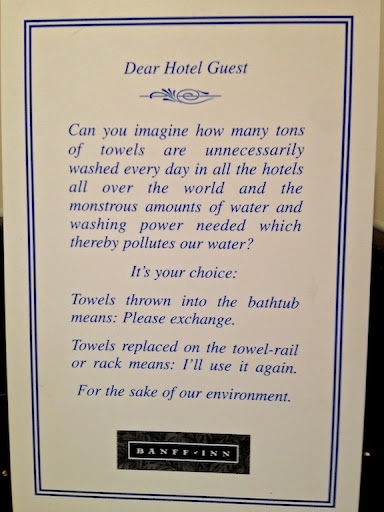 Dear Hotel Guest
Can you imagine how many tons
of towels are unnecessarily
washed every day in all the hotels
all over the world and the
monstrous amounts of water and
washing power needed which
thereby pollutes our water?
It's your choice:
Towels thrown into the bathtub
means: Please exchange.
Towels replaced on the towel-rail
or rack means: I'll use it again.
For the sake of our environment.
BANFF INN